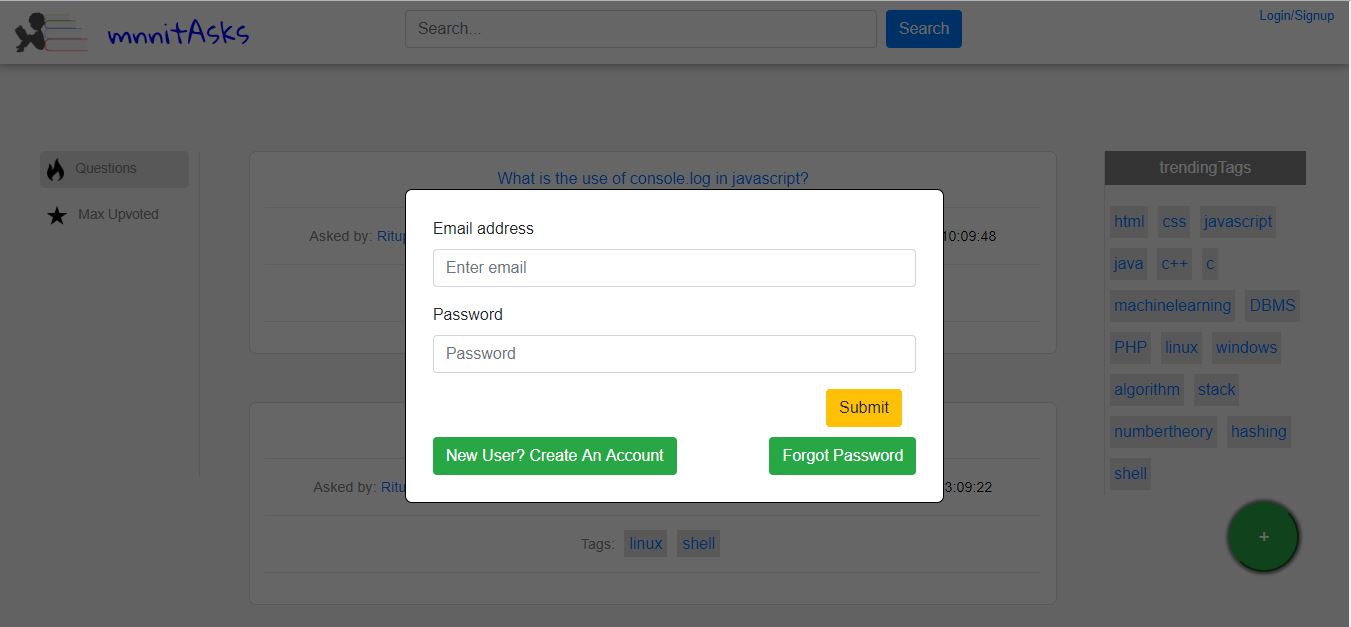 mnnitAsks
Search...
Search
Login/Signup
Questions
Max Upvoted
What is the use of console.log in javascript?
Asked by:
10:09:48
Email address
Enter email
Password
Password
Submit
New User? Create An Account
Forgot Password
Asked by:
3:09:22
Tags: linux shell
trendingTags
html css javascript
java c++ c
machinelearning DBMS
PHP linux windows
algorithm stack
numbertheory hashing
shell
+